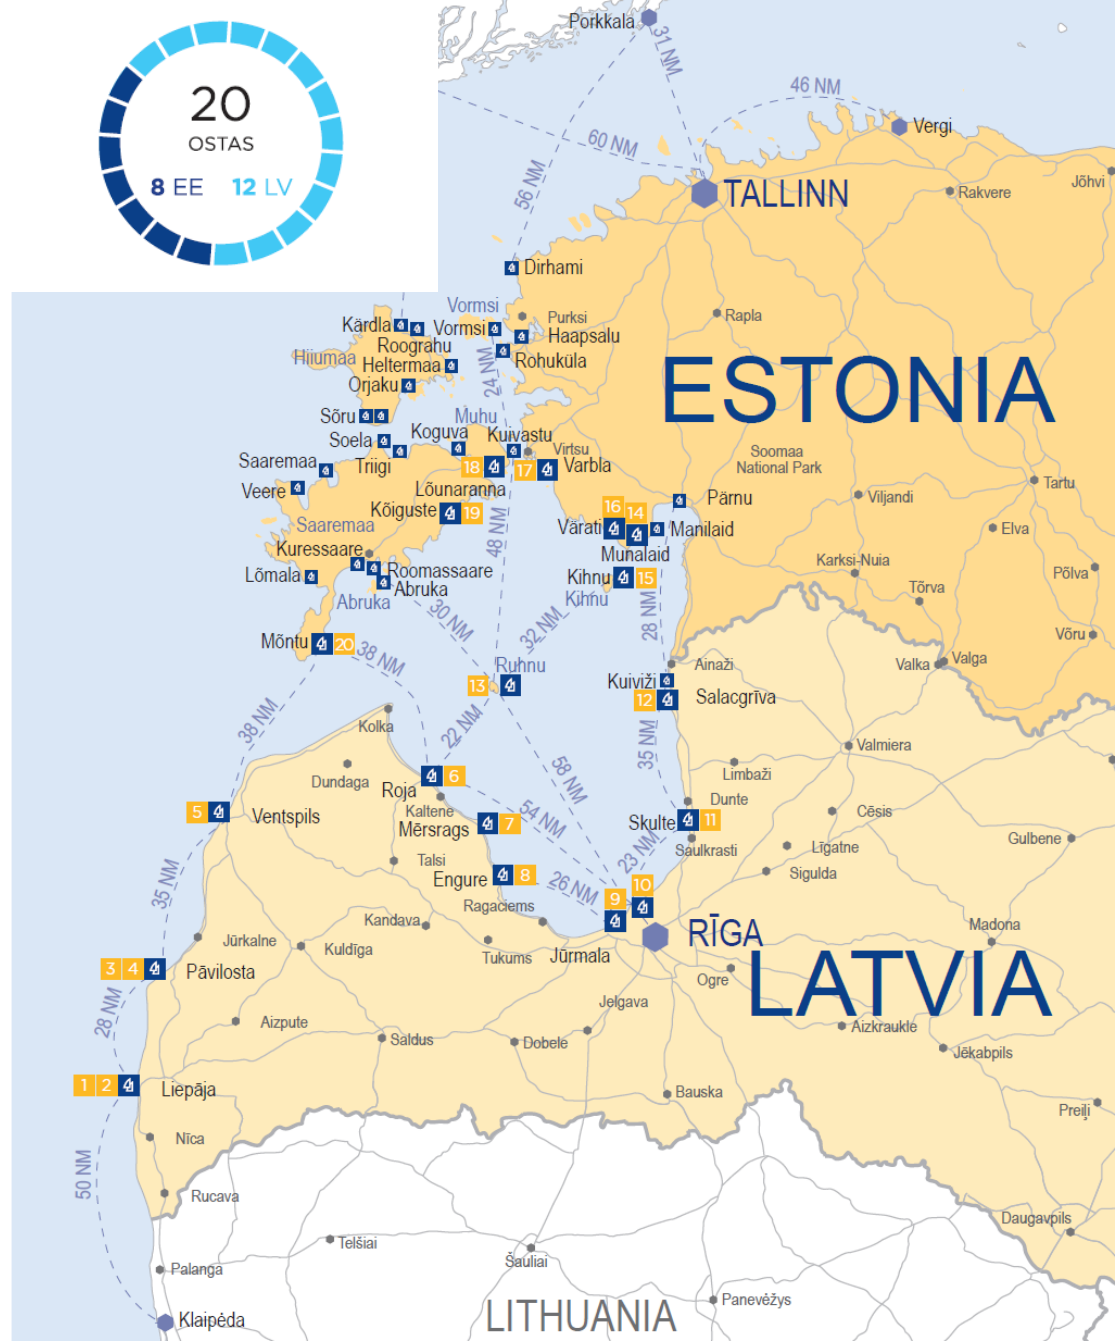 20
OSTAS
8 EE 12 LV
Porkkala
31 NM
46 NM
Vergi
60 NM
56 NM
TALLINN
Rakvere
Jõhvi
Dirhami
Vormsi
Purksi
Rapla
Kärdla
Vormsi
Haapsalu
Roograhu
Hiiumaa
Heltermaa
Rohuküla
Orjaku
24 NM
ESTONIA
Sõru
Muhu
Soela
Koguva
Kuivastu
Virtsu
Soomaa
National Park
Saaremaa
Triigi
18
17
Varbla
Tartu
Veere
Lõunaranna
Pärnu
Viljandi
Kõiguste
19
16
14
Saaremaa
48 NM
Värati
Manilaid
Elva
Kuressaare
Munalaid
Karksi-Nuia
Põlva
Lõmala
Roomassaare
Abruka
Kihnu
15
Tõrva
Abruka
30 NM
Kihnu
28 NM
32 NM
Võru
Mõntu
20
38 NM
Ruhnu
Ainaži
Valka
Valga
13
Kuiviži
12
Salacgrīva
38 NM
Kolka
22 NM
35 NM
Valmiera
Dundaga
58 NM
Limbaži
Roja
6
Kaltene
Dunte
5
Ventspils
Mērsrags
7
54 NM
Skulte
11
Cēsis
Gulbene
Saulkrasti
Līgatne
35 NM
Talsi
Engure
8
26 NM
23 NM
Sigulda
9
10
Ragaciems
Kandava
Madona
Jūrkalne
Kuldīga
Tukums
Jūrmala
RĪGA
3 4
Pāvilosta
Ogre
LATVIA
28 NM
Jelgava
Aizpute
Saldus
Dobele
Aizkraukle
Jēkabpils
1 2
Liepāja
Bauska
Preiļi
Nīca
50 NM
Rucava
Daugavpils
Telšiai
Šauliai
Palanga
Klaipėda
LITHUANIA
Panevėžys